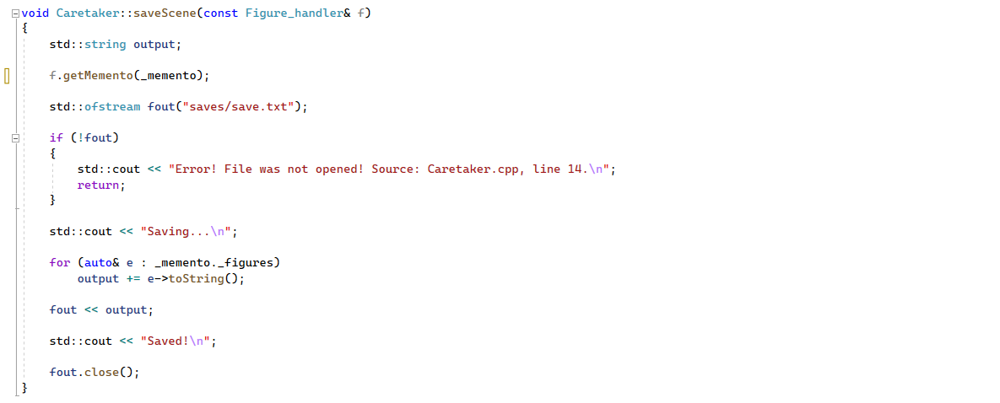 void Caretaker::saveScene(const Figure_handler& f)
{
    std::string output;

    f.getMemento(_memento);

    std::ofstream fout("saves/save.txt");

    if (!fout)
    {
        std::cout << "Error! File was not opened! Source: Caretaker.cpp, line 14.\n";
        return;
    }

    std::cout << "Saving...\n";

    for (auto& e : _memento._figures)
        output += e->toString();

    fout << output;

    std::cout << "Saved!\n";

    fout.close();
}